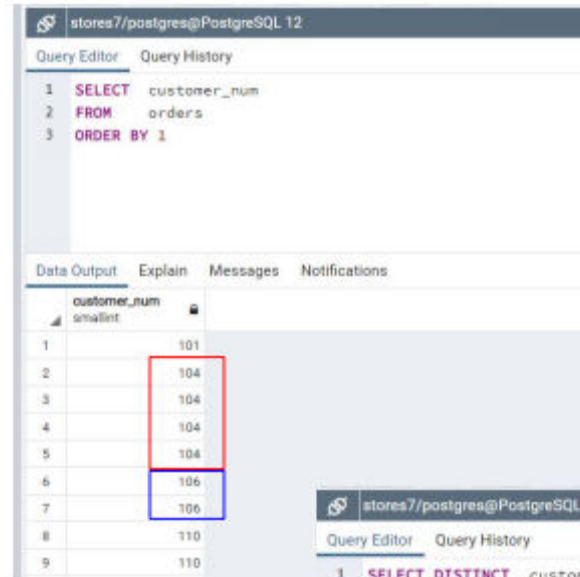 stores7/postgres@PostgreSQL 12
Query Editor Query History
1 SELECT customer_num
2 FROM orders
3 ORDER BY 1
Data Output Explain Messages Notifications
customer_num
smallint
1 101
2 104
3 104
4 104
5 104
6 106
7 106
8 110
9 110
stores7/postgres@PostgreSQL
Query Editor Query History
1 SELECT DISTINCT custom